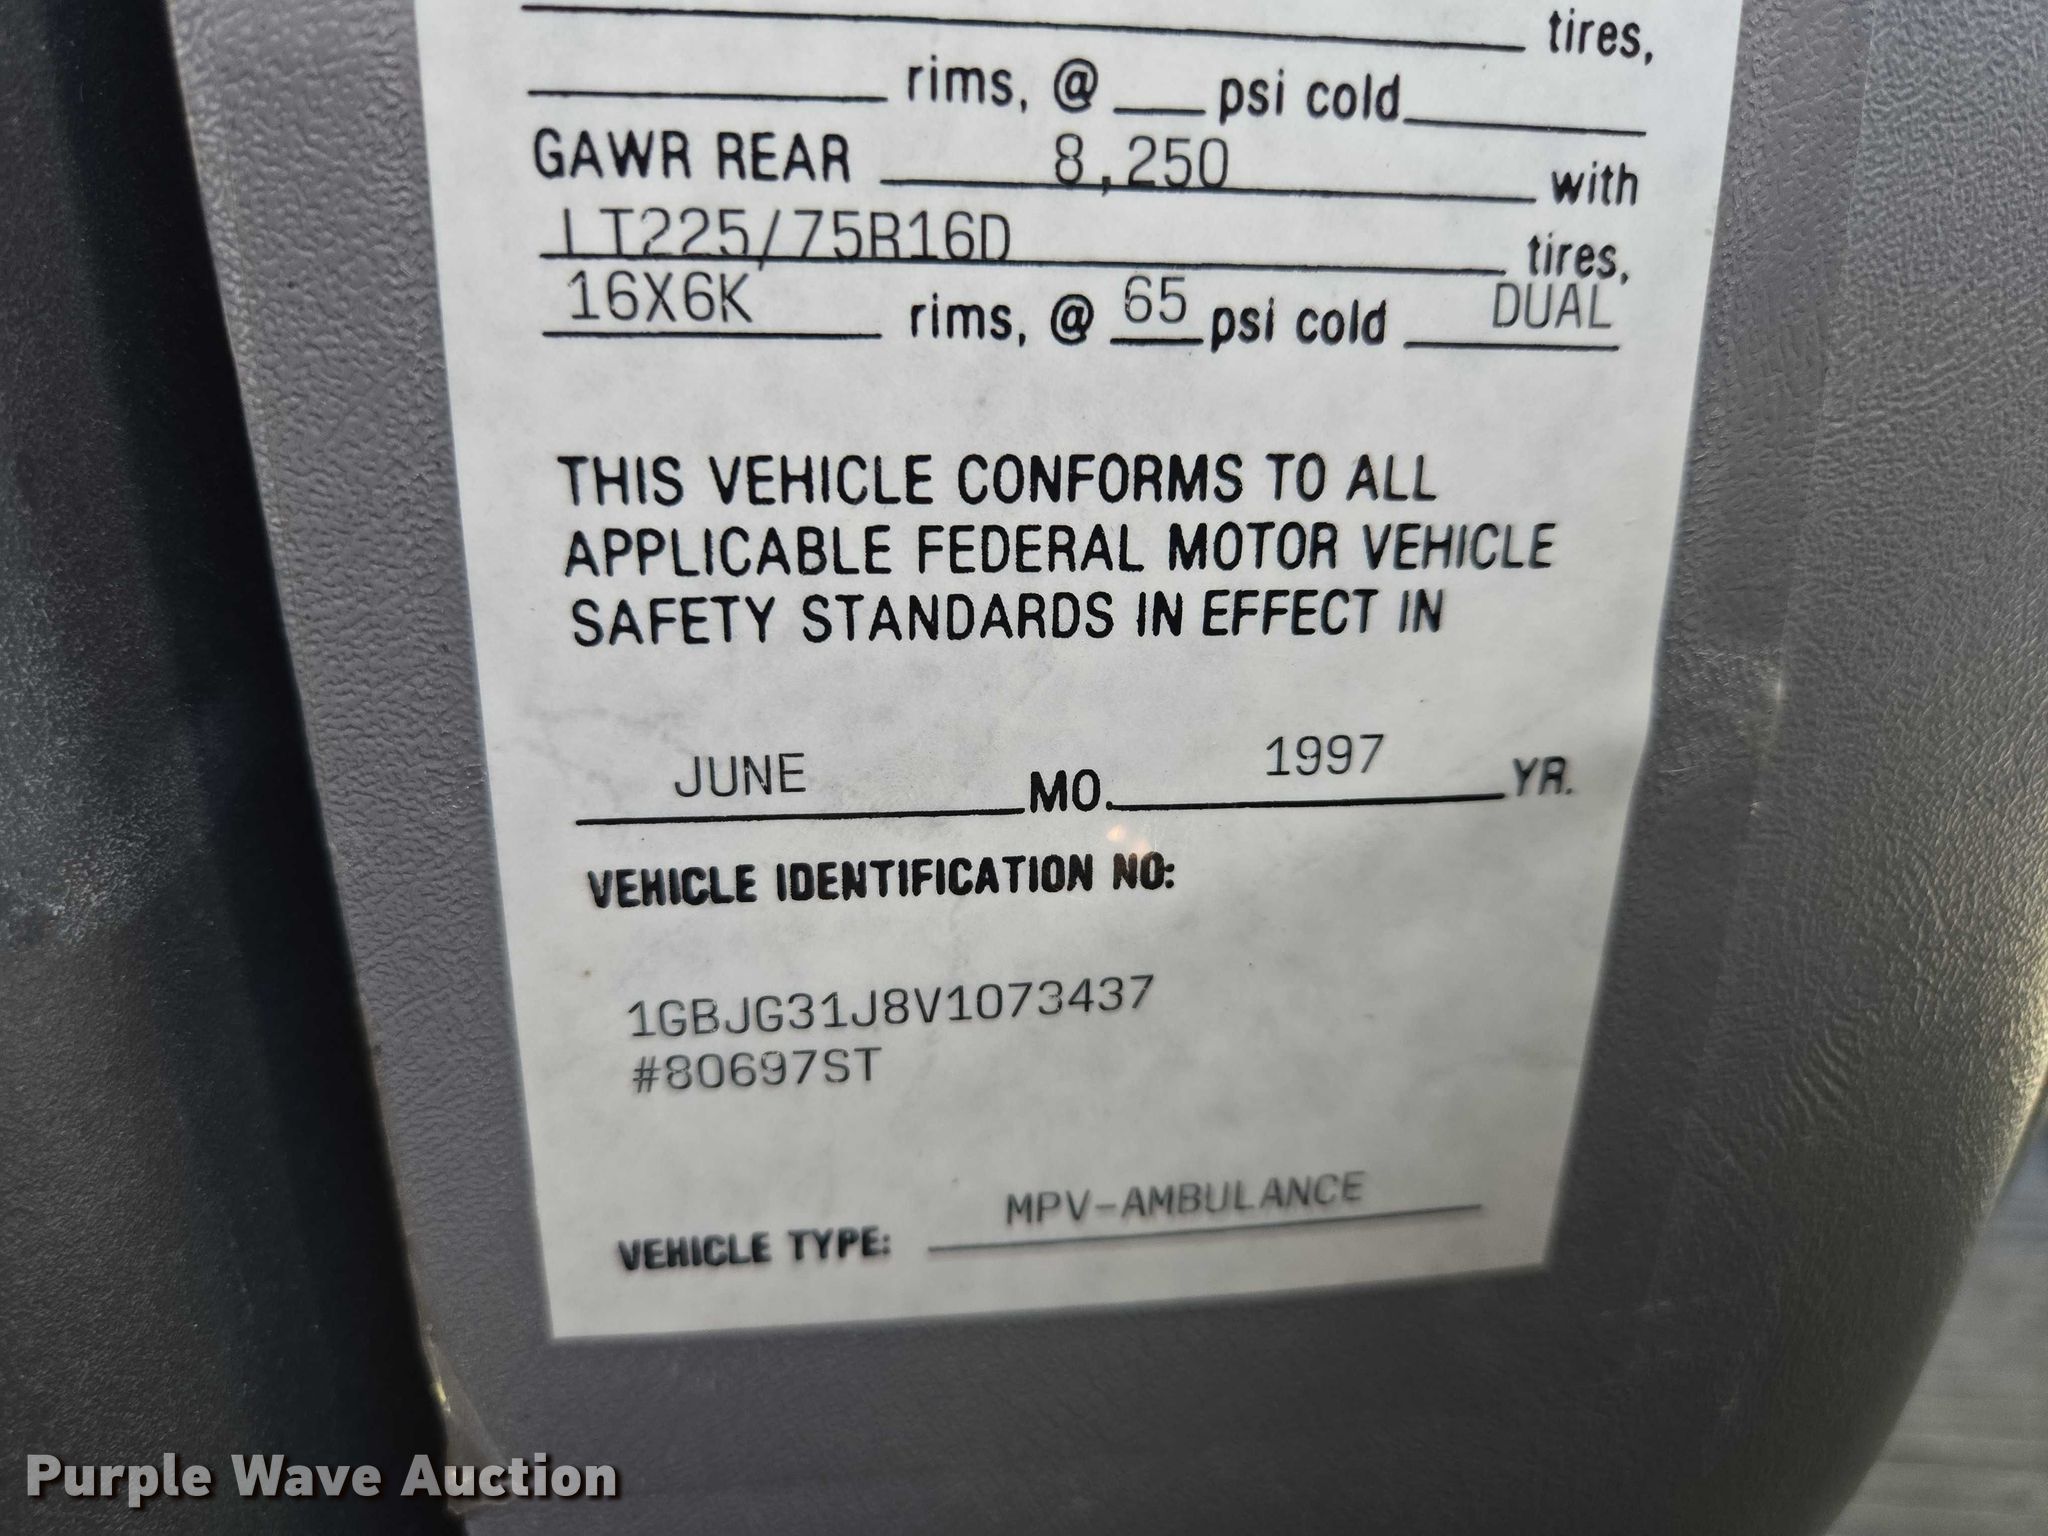 tires,
rims, @ psi cold
GAWR REAR 8,250 with
LT225/75R16D tires,
16X6K rims, @ 65 psi cold DUAL
THIS VEHICLE CONFORMS TO ALL
APPLICABLE FEDERAL MOTOR VEHICLE
SAFETY STANDARDS IN EFFECT IN
JUNE MO. 1997 YR.
VEHICLE IDENTIFICATION NO:
1GBJG31J8V1073437
#80697ST
VEHICLE TYPE: MPV-AMBULANCE
Purple Wave Auction